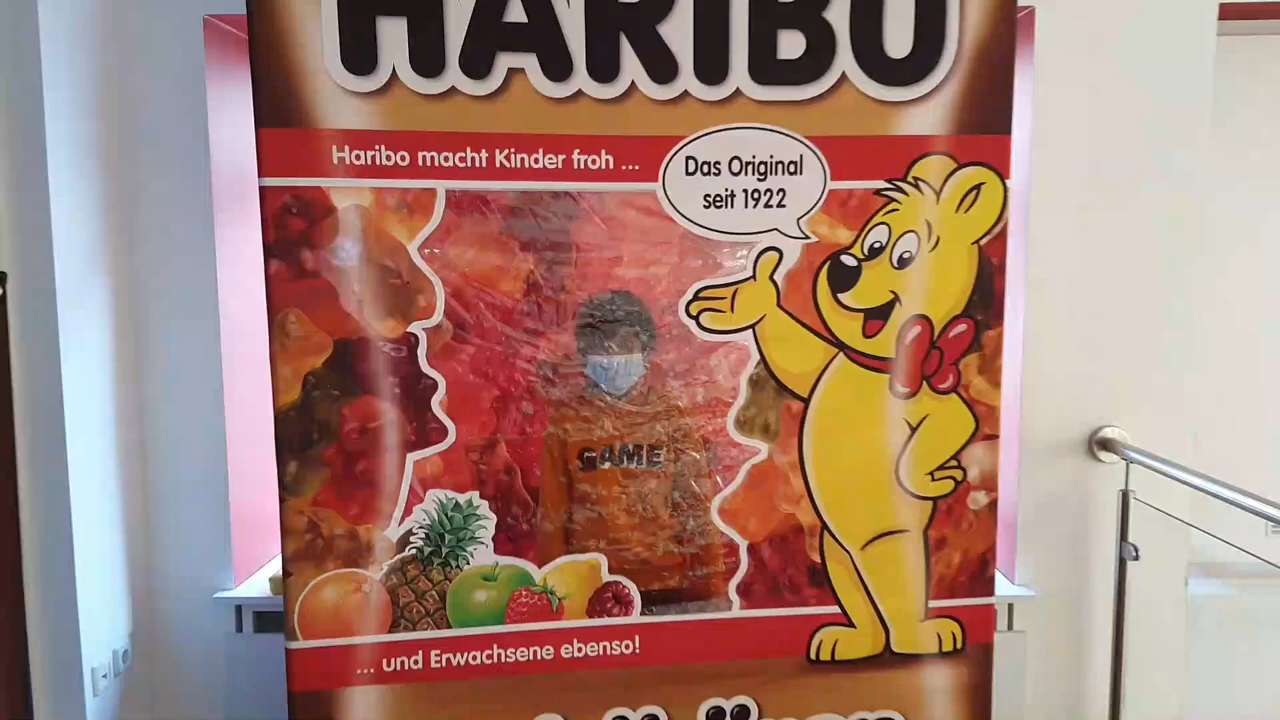 HARIBO
Haribo macht Kinder froh ...
Das Original
seit 1922
GAME
... und Erwachsene ebenso!